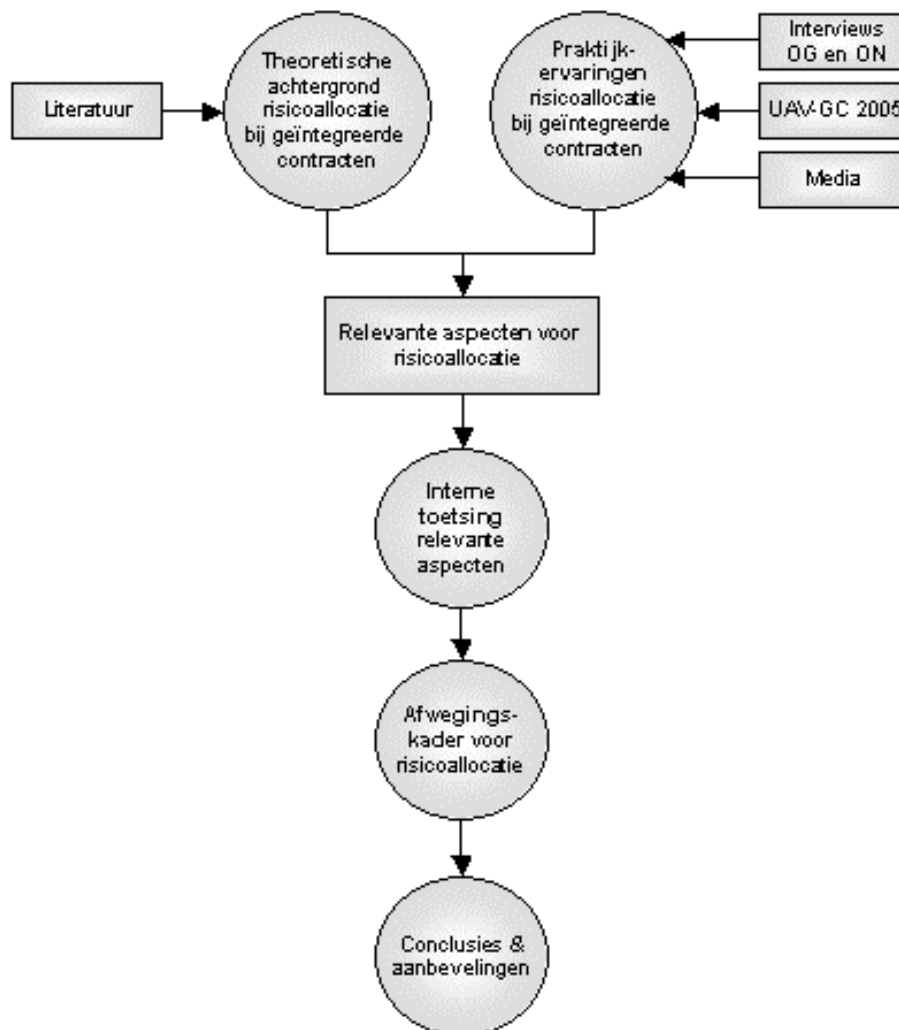 Literatuur
Theoretische
achtergrond
risicoallocatie
bij geïntegreerde
contracten
Praktijk-
ervaringen
risicoallocatie
bij geïntegreerde
contracten
Interviews
OG en ON
UAV-GC 2005
Media
Relevante aspecten voor
risicoallocatie
Interne
toetsing
relevante
aspecten
Afwegings-
kader voor
risicoallocatie
Conclusies &
aanbevelingen